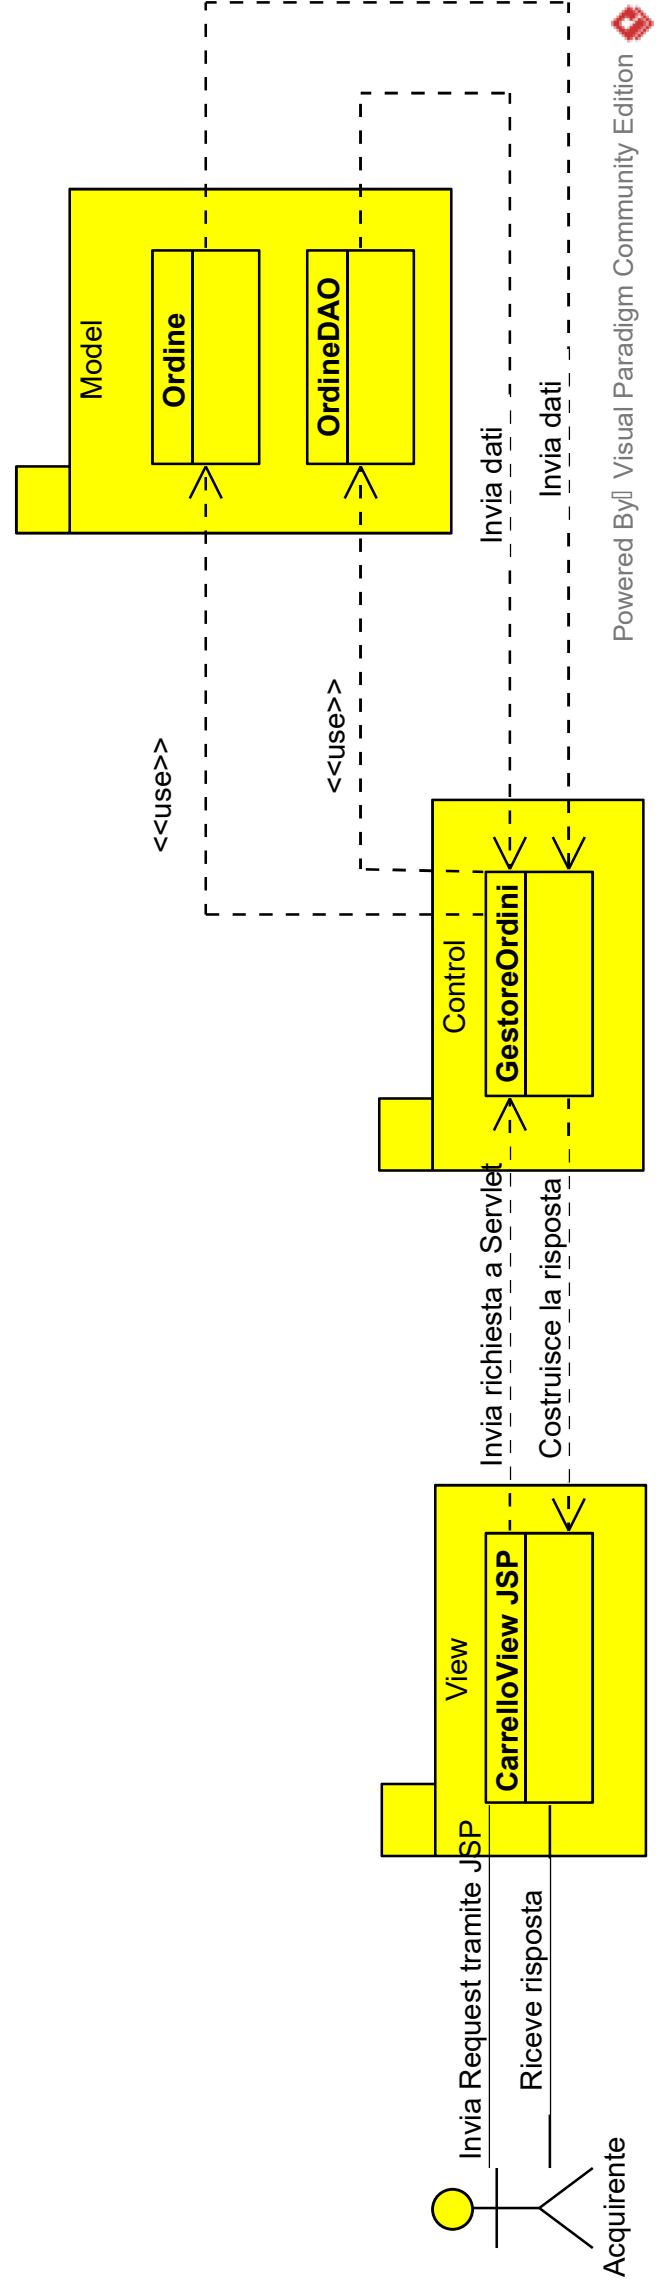 Model
Ordine
OrdineDAO
<<use>>
<<use>>
Invia dati
Invia dati
Control
GestoreOrdini
Invia richiesta a Servlet
Costruisce la risposta
View
CarrelloView JSP
Invia Request tramite JSP
Riceve risposta
Acquirente
Powered By Visual Paradigm Community Edition